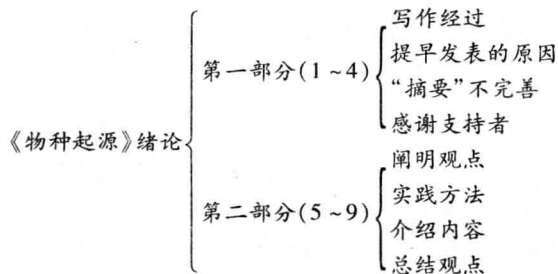 写作经过
提早发表的原因
“摘要”不完善
感谢支持者
第一部分(1~4)
《物种起源》绪论
阐明观点
实践方法
介绍内容
总结观点
第二部分(5~9)